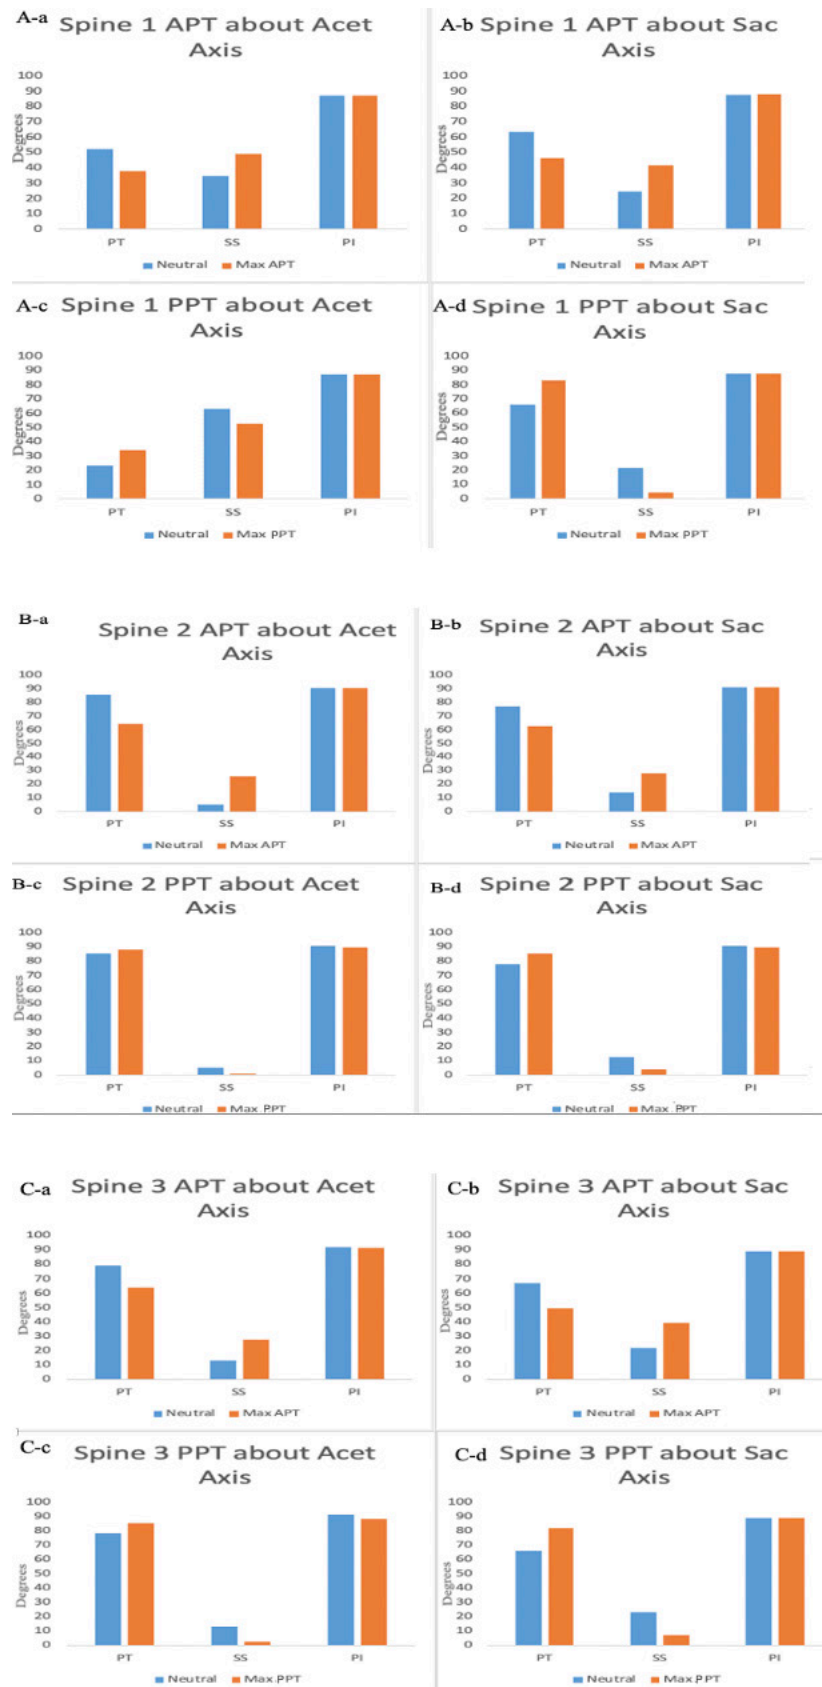 A-a
Spine 1 APT about Acet
Axis
Degrees
100
90
80
70
60
50
40
30
20
10
0
PT SS PI
Neutral Max APT
A-b
Spine 1 APT about Sac
Axis
Degrees
100
90
80
70
60
50
40
30
20
10
0
PT SS PI
Neutral Max APT
A-c
Spine 1 PPT about Acet
Axis
Degrees
100
90
80
70
60
50
40
30
20
10
0
PT SS PI
Neutral Max PPT
A-d
Spine 1 PPT about Sac
Axis
Degrees
100
90
80
70
60
50
40
30
20
10
0
PT SS PI
Neutral Max PPT
B-a
Spine 2 APT about Acet
Axis
Degrees
100
90
80
70
60
50
40
30
20
10
0
PT SS PI
Neutral Max APT
B-b
Spine 2 APT about Sac
Axis
Degrees
100
90
80
70
60
50
40
30
20
10
0
PT SS PI
Neutral Max APT
B-c
Spine 2 PPT about Acet
Axis
Degrees
100
90
80
70
60
50
40
30
20
10
0
PT SS PI
Neutral Max PPT
B-d
Spine 2 PPT about Sac
Axis
Degrees
100
90
80
70
60
50
40
30
20
10
0
PT SS PI
Neutral Max PPT
C-a
Spine 3 APT about Acet
Axis
Degrees
100
90
80
70
60
50
40
30
20
10
0
PT SS PI
Neutral Max APT
C-b
Spine 3 APT about Sac
Axis
Degrees
100
90
80
70
60
50
40
30
20
10
0
PT SS PI
Neutral Max APT
C-c
Spine 3 PPT about Acet
Axis
Degrees
100
90
80
70
60
50
40
30
20
10
0
PT SS PI
Neutral Max PPT
C-d
Spine 3 PPT about Sac
Axis
Degrees
100
90
80
70
60
50
40
30
20
10
0
PT SS PI
Neutral Max PPT